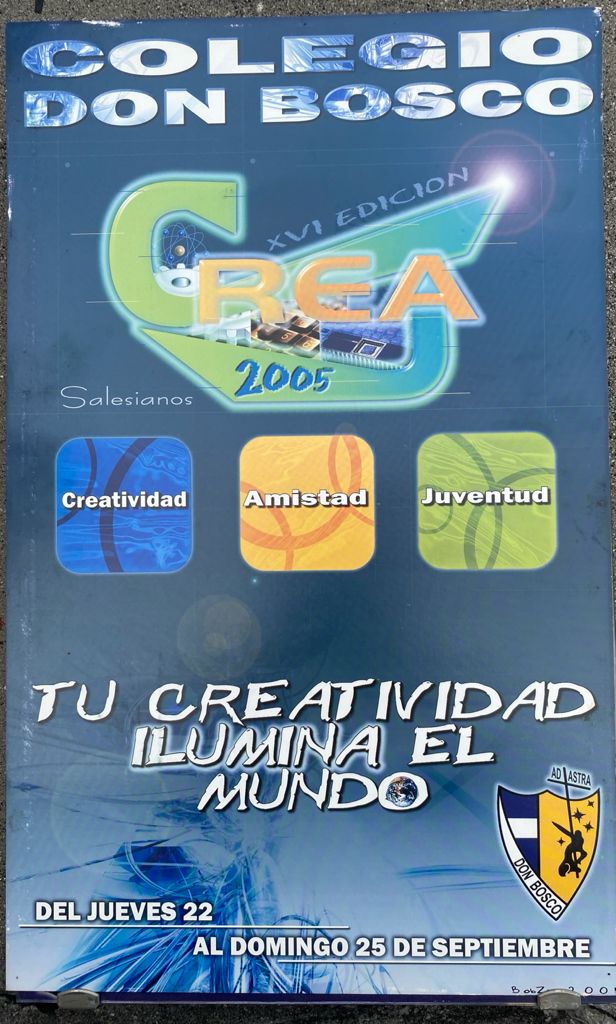 COLEGIO
DON BOSCO
XVI EDICION
CREA
2005
Salesianos
Creatividad
Amistad
Juventud
TU CREATIVIDAD
ILUMINA EL
MUNDO
AD ASTRA
DON BOSCO
DEL JUEVES 22
AL DOMINGO 25 DE SEPTIEMBRE